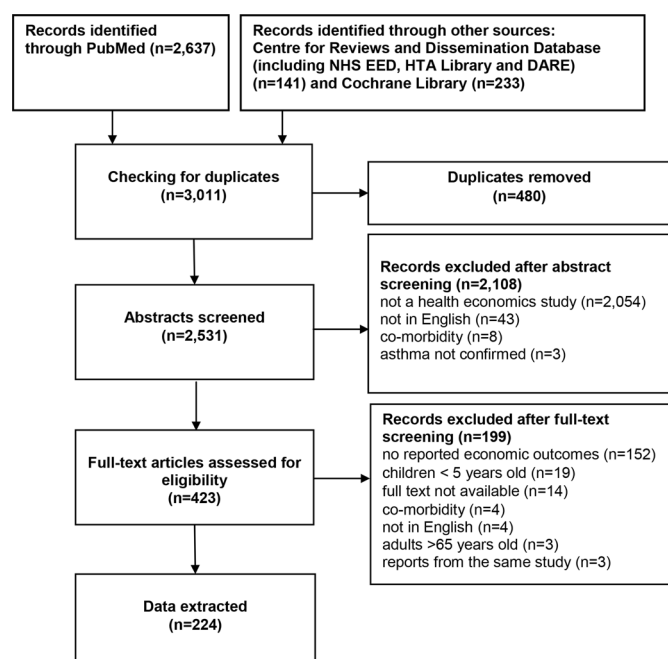 Records identified
through PubMed (n=2,637)
Records identified through other sources:
Centre for Reviews and Dissemination Database
(including NHS EED, HTA Library and DARE)
(n=141) and Cochrane Library (n=233)
Checking for duplicates
(n=3,011)
Duplicates removed
(n=480)
Abstracts screened
(n=2,531)
Records excluded after abstract
screening (n=2,108)
not a health economics study (n=2,054)
not in English (n=43)
co-morbidity (n=8)
asthma not confirmed (n=3)
Full-text articles assessed for
eligibility
(n=423)
Records excluded after full-text
screening (n=199)
no reported economic outcomes (n=152)
children < 5 years old (n=19)
full text not available (n=14)
co-morbidity (n=4)
not in English (n=4)
adults >65 years old (n=3)
reports from the same study (n=3)
Data extracted
(n=224)